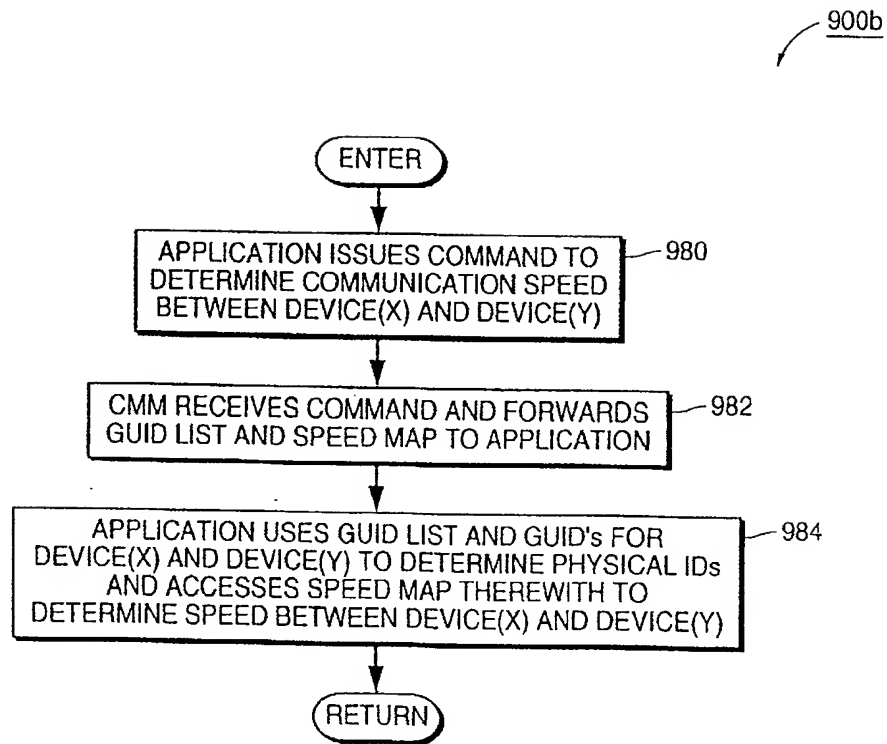 900b
ENTER
APPLICATION ISSUES COMMAND TO
DETERMINE COMMUNICATION SPEED
BETWEEN DEVICE(X) AND DEVICE(Y)
980
CMM RECEIVES COMMAND AND FORWARDS
GUID LIST AND SPEED MAP TO APPLICATION
982
APPLICATION USES GUID LIST AND GUID's FOR
DEVICE(X) AND DEVICE(Y) TO DETERMINE PHYSICAL IDs
AND ACCESSES SPEED MAP THEREWITH TO
DETERMINE SPEED BETWEEN DEVICE(X) AND DEVICE(Y)
984
RETURN